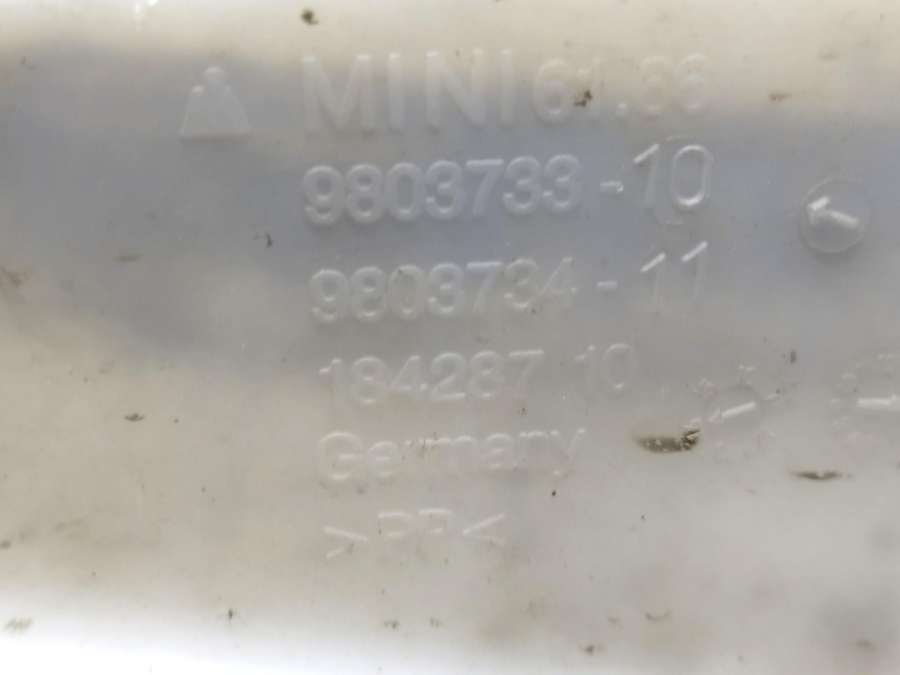 MINI 61.66
9803733-10
9803734-11
184287 10
Germany
>PP<